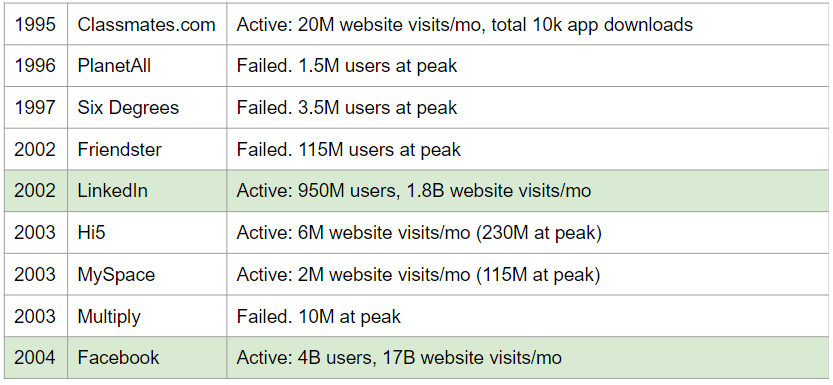 1995 Classmates.com Active: 20M website visits/mo, total 10k app downloads
1996 PlanetAll Failed. 1.5M users at peak
1997 Six Degrees Failed. 3.5M users at peak
2002 Friendster Failed. 115M users at peak
2002 LinkedIn Active: 950M users, 1.8B website visits/mo
2003 Hi5 Active: 6M website visits/mo (230M at peak)
2003 MySpace Active: 2M website visits/mo (115M at peak)
2003 Multiply Failed. 10M at peak
2004 Facebook Active: 4B users, 17B website visits/mo